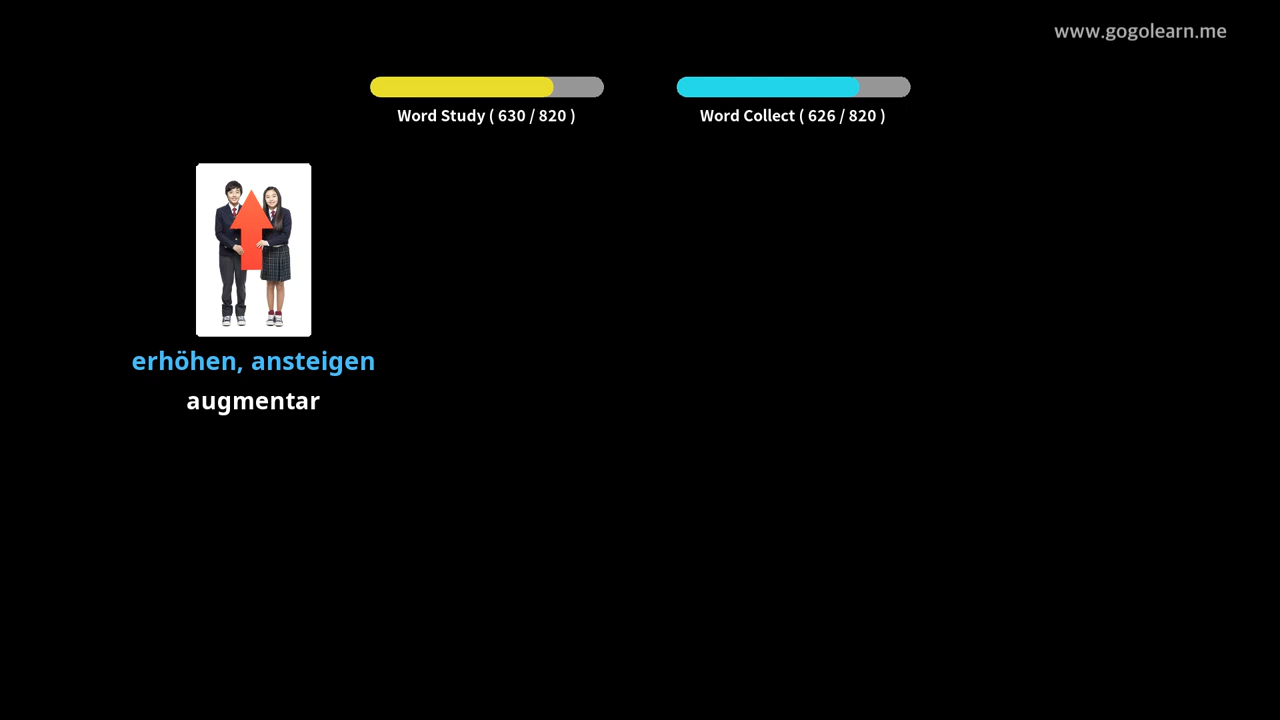 www.gogolearn.me
Word Study ( 630 / 820 )
Word Collect ( 626 / 820 )
erhöhen, ansteigen
augmentar